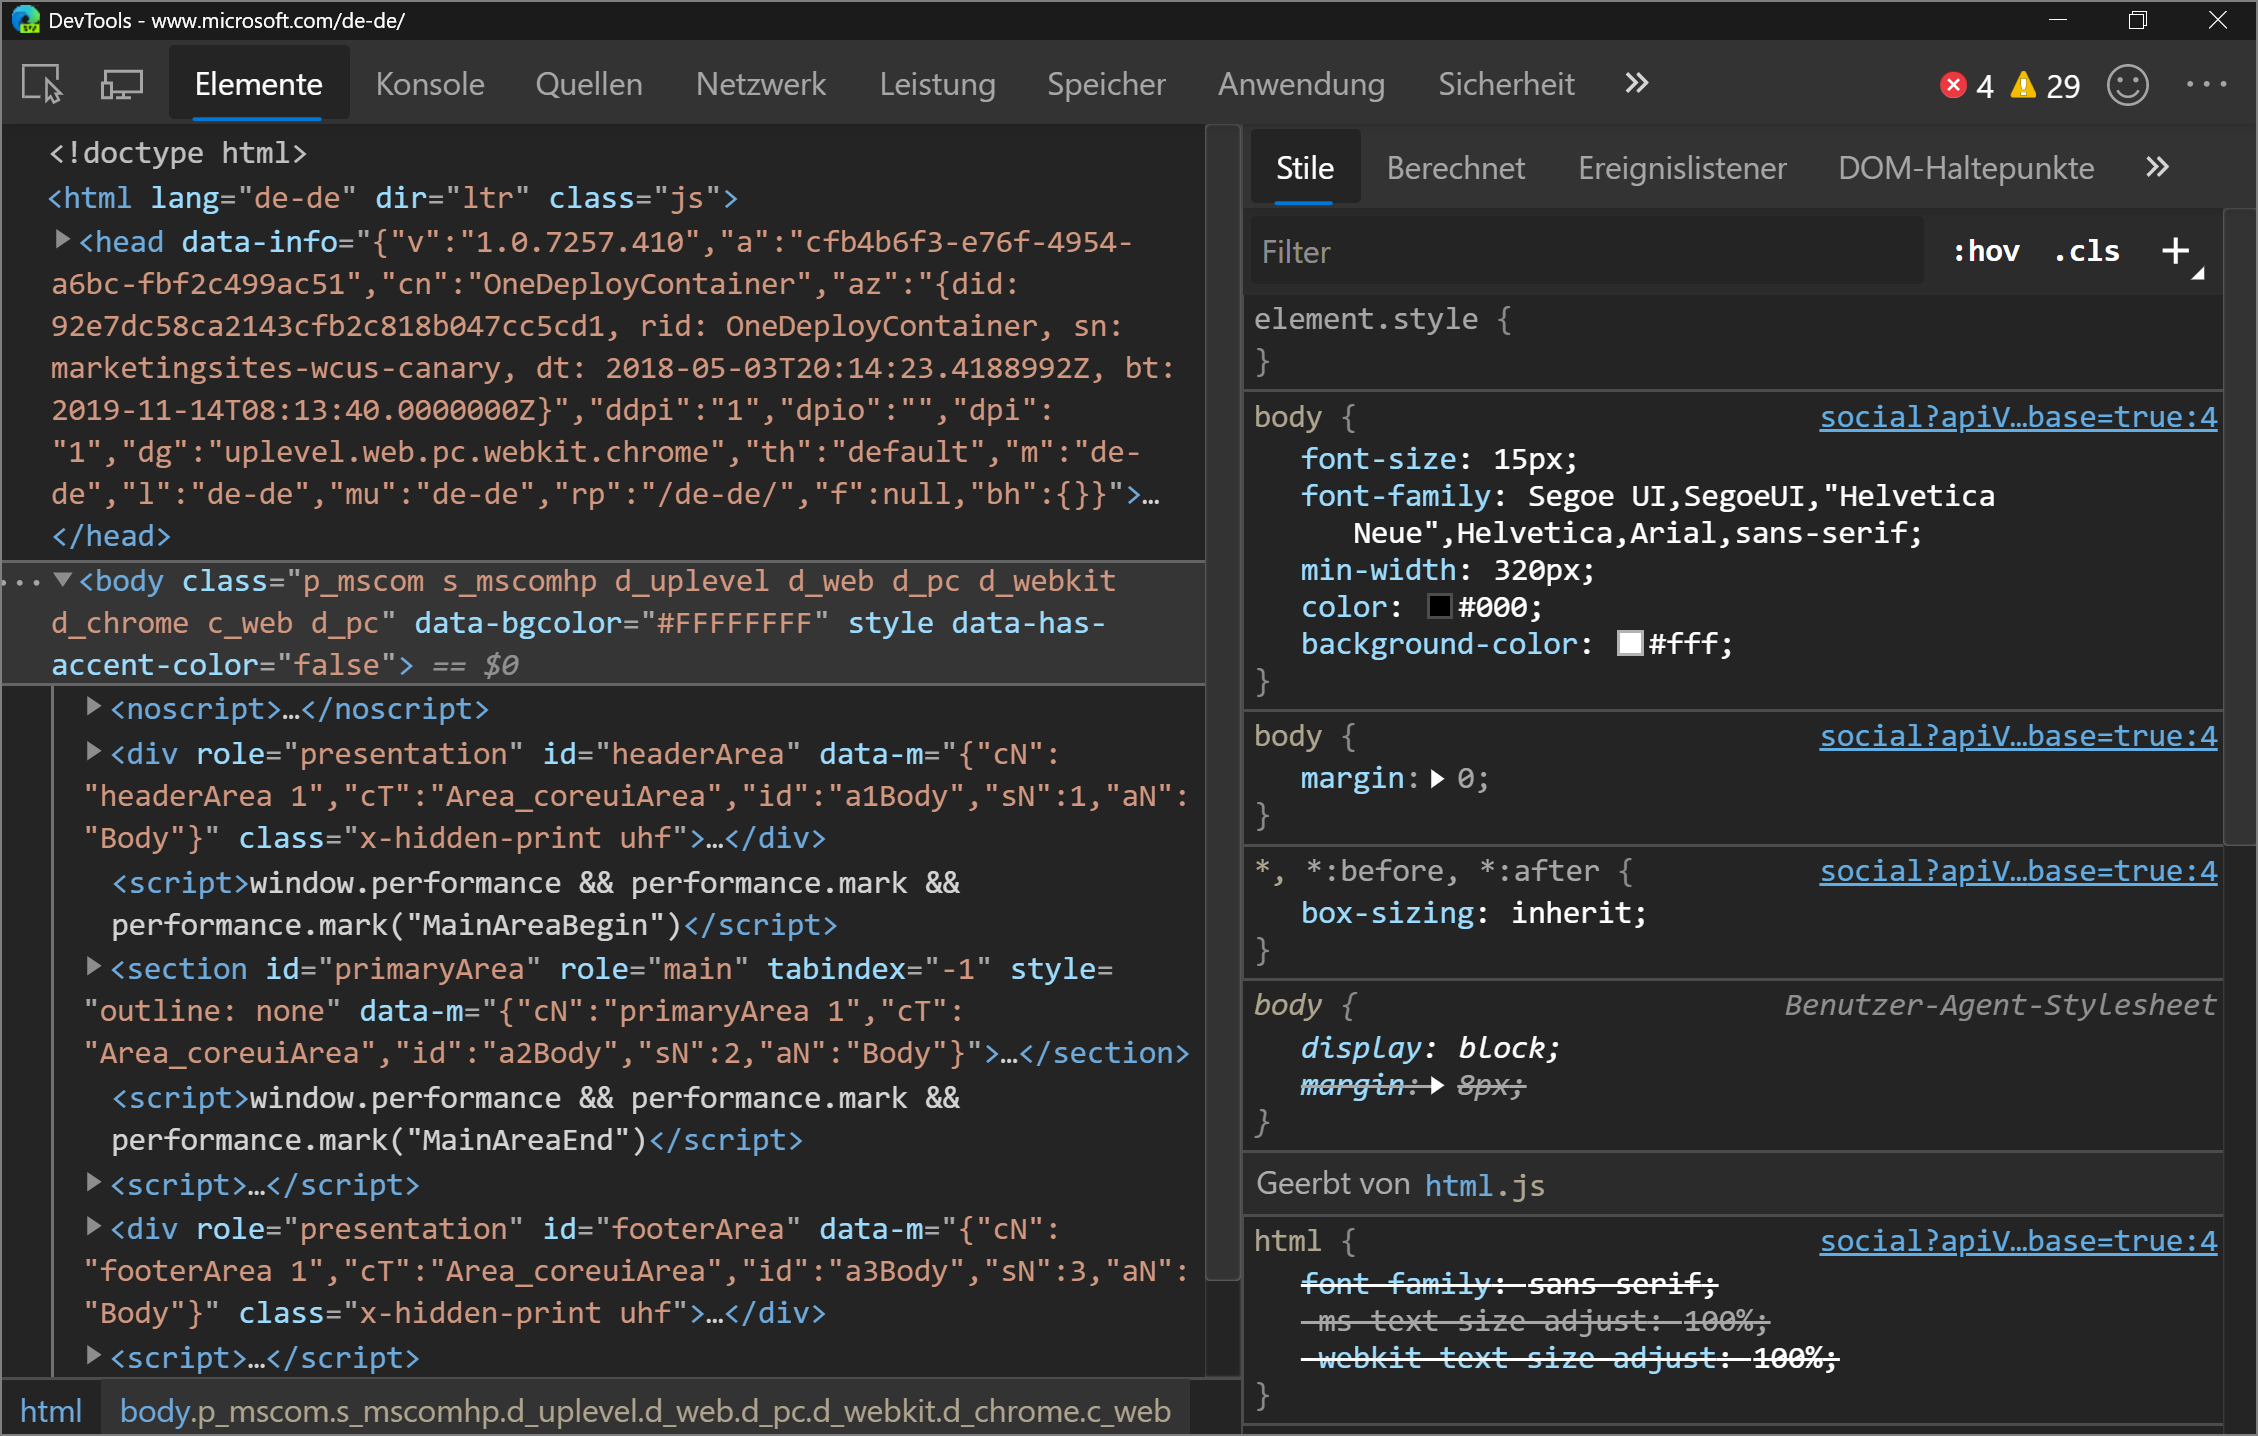 DevTools - www.microsoft.com/de-de/
Elemente Konsole Quellen Netzwerk Leistung Speicher Anwendung Sicherheit » 4 29 ···
<!doctype html>
<html lang="de-de" dir="ltr" class="js">
<head data-info="{"v":"1.0.7257.410","a":"cfb4b6f3-e76f-4954-
a6bc-fbf2c499ac51","cn":"OneDeployContainer","az":"{did:
92e7dc58ca2143cfb2c818b047cc5cd1, rid: OneDeployContainer, sn:
marketingsites-wcus-canary, dt: 2018-05-03T20:14:23.4188992Z, bt:
2019-11-14T08:13:40.0000000Z}","ddpi":"1","dpio":"","dpi":
"1","dg":"uplevel.web.pc.webkit.chrome","th":"default","m":"de-
de","l":"de-de","mu":"de-de","rp":"/de-de/","f":null,"bh":{}}">…
</head>
<body class="p_mscom s_mscomhp d_uplevel d_web d_pc d_webkit
d_chrome c_web d_pc" data-bgcolor="#FFFFFFFF" style data-has-
accent-color="false"> == $0
<noscript>…</noscript>
<div role="presentation" id="headerArea" data-m="{"cN":
"headerArea 1","cT":"Area_coreuiArea","id":"a1Body","sN":1,"aN":
"Body"}" class="x-hidden-print uhf">…</div>
<script>window.performance && performance.mark &&
performance.mark("MainAreaBegin")</script>
<section id="primaryArea" role="main" tabindex="-1" style=
"outline: none" data-m="{"cN":"primaryArea 1","cT":
"Area_coreuiArea","id":"a2Body","sN":2,"aN":"Body"}">…</section>
<script>window.performance && performance.mark &&
performance.mark("MainAreaEnd")</script>
<script>…</script>
<div role="presentation" id="footerArea" data-m="{"cN":
"footerArea 1","cT":"Area_coreuiArea","id":"a3Body","sN":3,"aN":
"Body"}" class="x-hidden-print uhf">…</div>
<script>…</script>
html body.p_mscom.s_mscomhp.d_uplevel.d_web.d_pc.d_webkit.d_chrome.c_web
Stile Berechnet Ereignislistener DOM-Haltepunkte »
Filter :hov .cls +
element.style {
}
body { social?apiV…base=true:4
font-size: 15px;
font-family: Segoe UI,SegoeUI,"Helvetica
Neue",Helvetica,Arial,sans-serif;
min-width: 320px;
color: #000;
background-color: #fff;
}
body { social?apiV…base=true:4
margin: 0;
}
*, *:before, *:after { social?apiV…base=true:4
box-sizing: inherit;
}
body { Benutzer-Agent-Stylesheet
display: block;
margin: 8px;
}
Geerbt von html.js
html { social?apiV…base=true:4
font-family: sans-serif;
-ms-text-size-adjust: 100%;
-webkit-text-size-adjust: 100%;
}